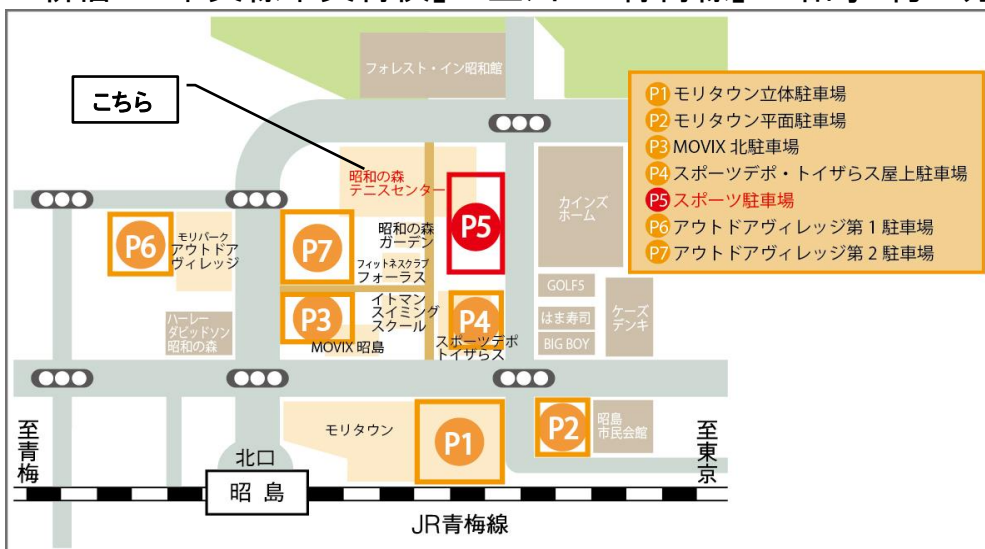 フォレスト・イン昭和館
こちら
P1 モリタウン立体駐車場
P2 モリタウン平面駐車場
P3 MOVIX 北駐車場
P4 スポーツデポ・トイザらス屋上駐車場
P5 スポーツ駐車場
P6 アウトドアヴィレッジ第1駐車場
P7 アウトドアヴィレッジ第2駐車場
昭和の森
テニスセンター
カインズ
ホーム
P5
P6
モリパーク
アウトドア
ヴィレッジ
P7
昭和の森
ガーデン
フィットネスクラブ
フォーラス
GOLF5
はま寿司
BIG BOY
ケーズ
デンキ
ハーレー
ダビッドソン
昭和の森
P3
イトマン
スイミング
スクール
P4
MOVIX 昭島
スポーツデポ
トイザらス
至青梅
モリタウン
P1
P2
昭島
市民会館
至東京
北口
昭島
JR青梅線